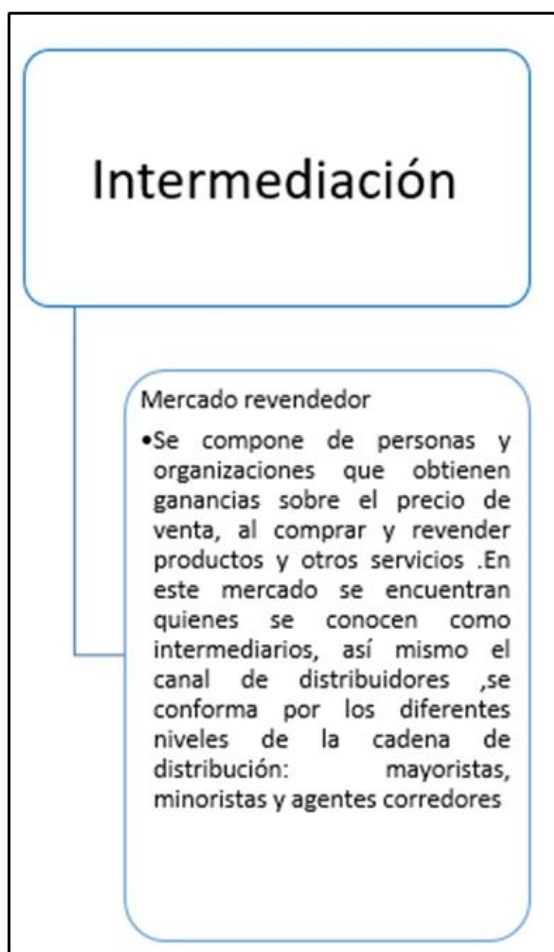 Intermediación
Mercado revendedor
•Se compone de personas y
organizaciones que obtienen
ganancias sobre el precio de
venta, al comprar y revender
productos y otros servicios .En
este mercado se encuentran
quienes se conocen como
intermediarios, así mismo el
canal de distribuidores ,se
conforma por los diferentes
niveles de la cadena de
distribución: mayoristas,
minoristas y agentes corredores